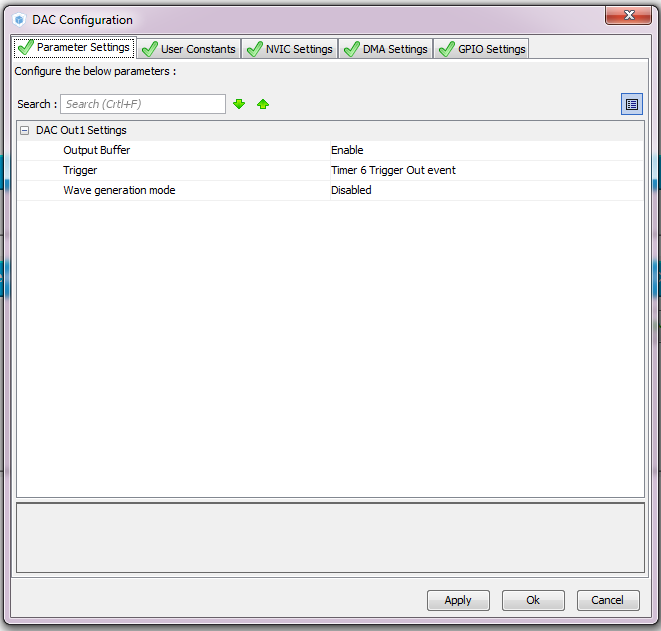 DAC Configuration
Parameter Settings User Constants NVIC Settings DMA Settings GPIO Settings
Configure the below parameters :
Search : Search (Crtl+F)
DAC Out1 Settings
Output Buffer Enable
Trigger Timer 6 Trigger Out event
Wave generation mode Disabled
Apply Ok Cancel